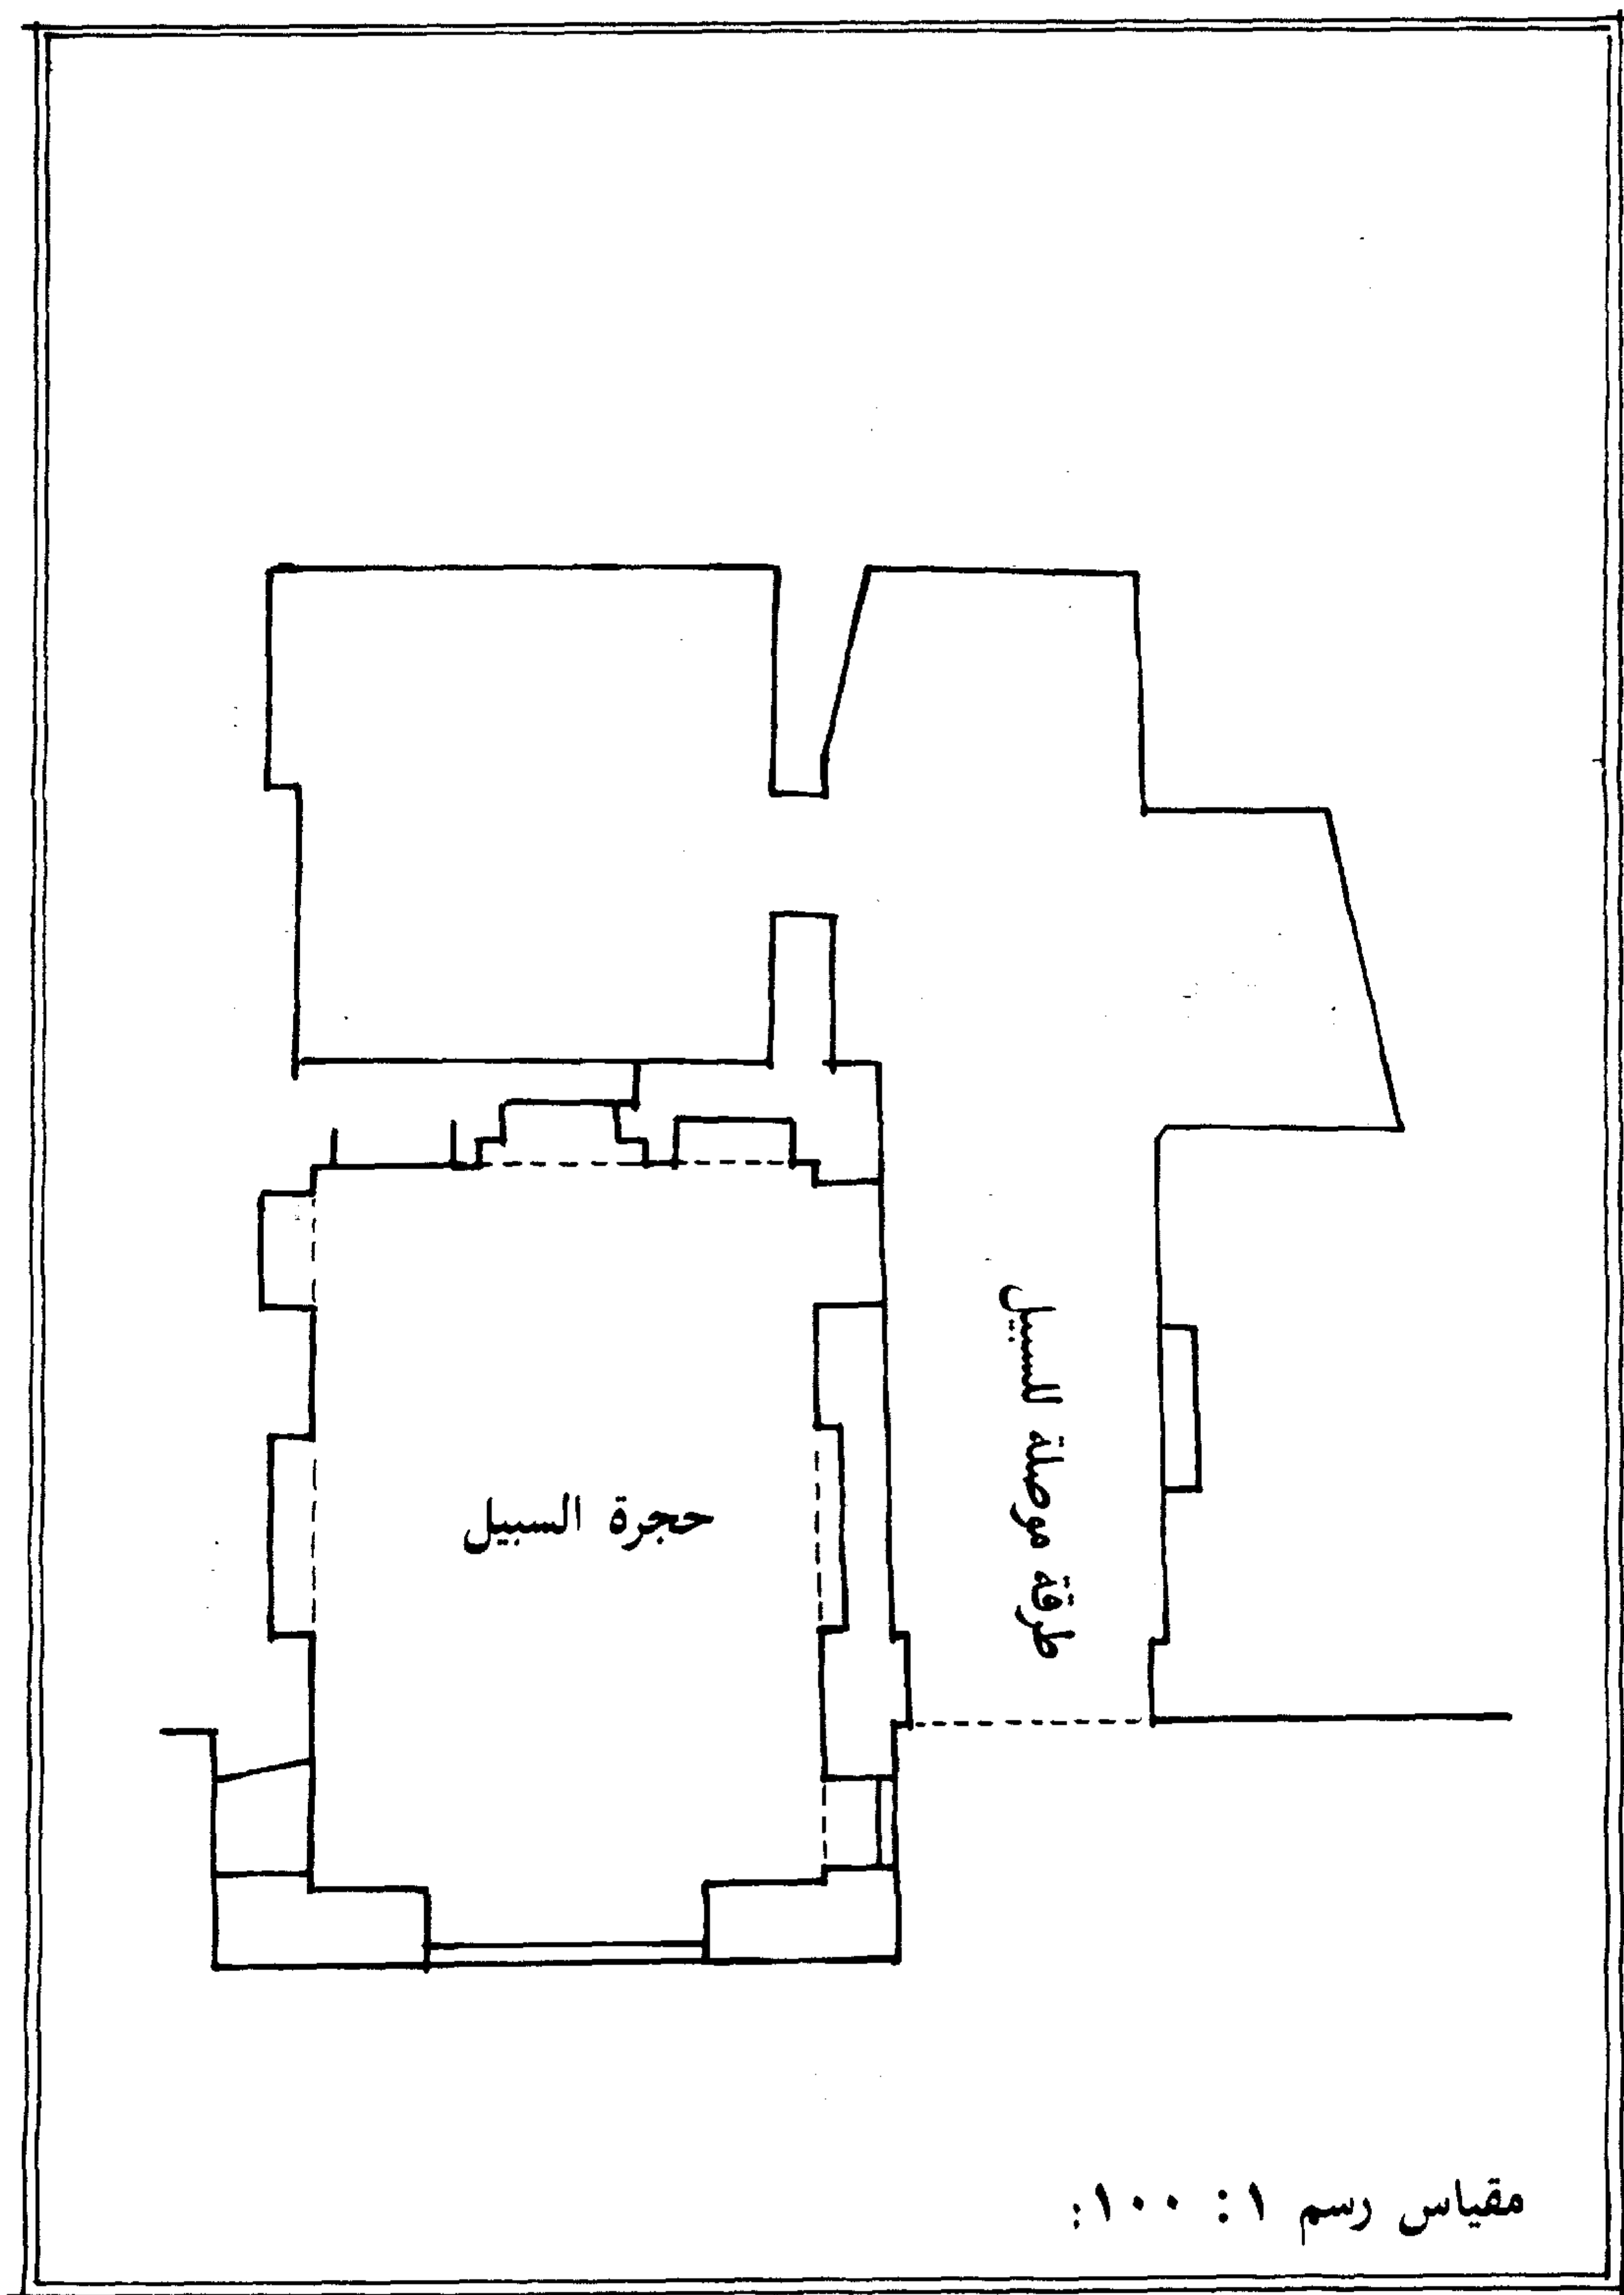 حجرة السبيل
طرقة موصلة للسبيل
مقياس رسم ١ : ١٠٠: